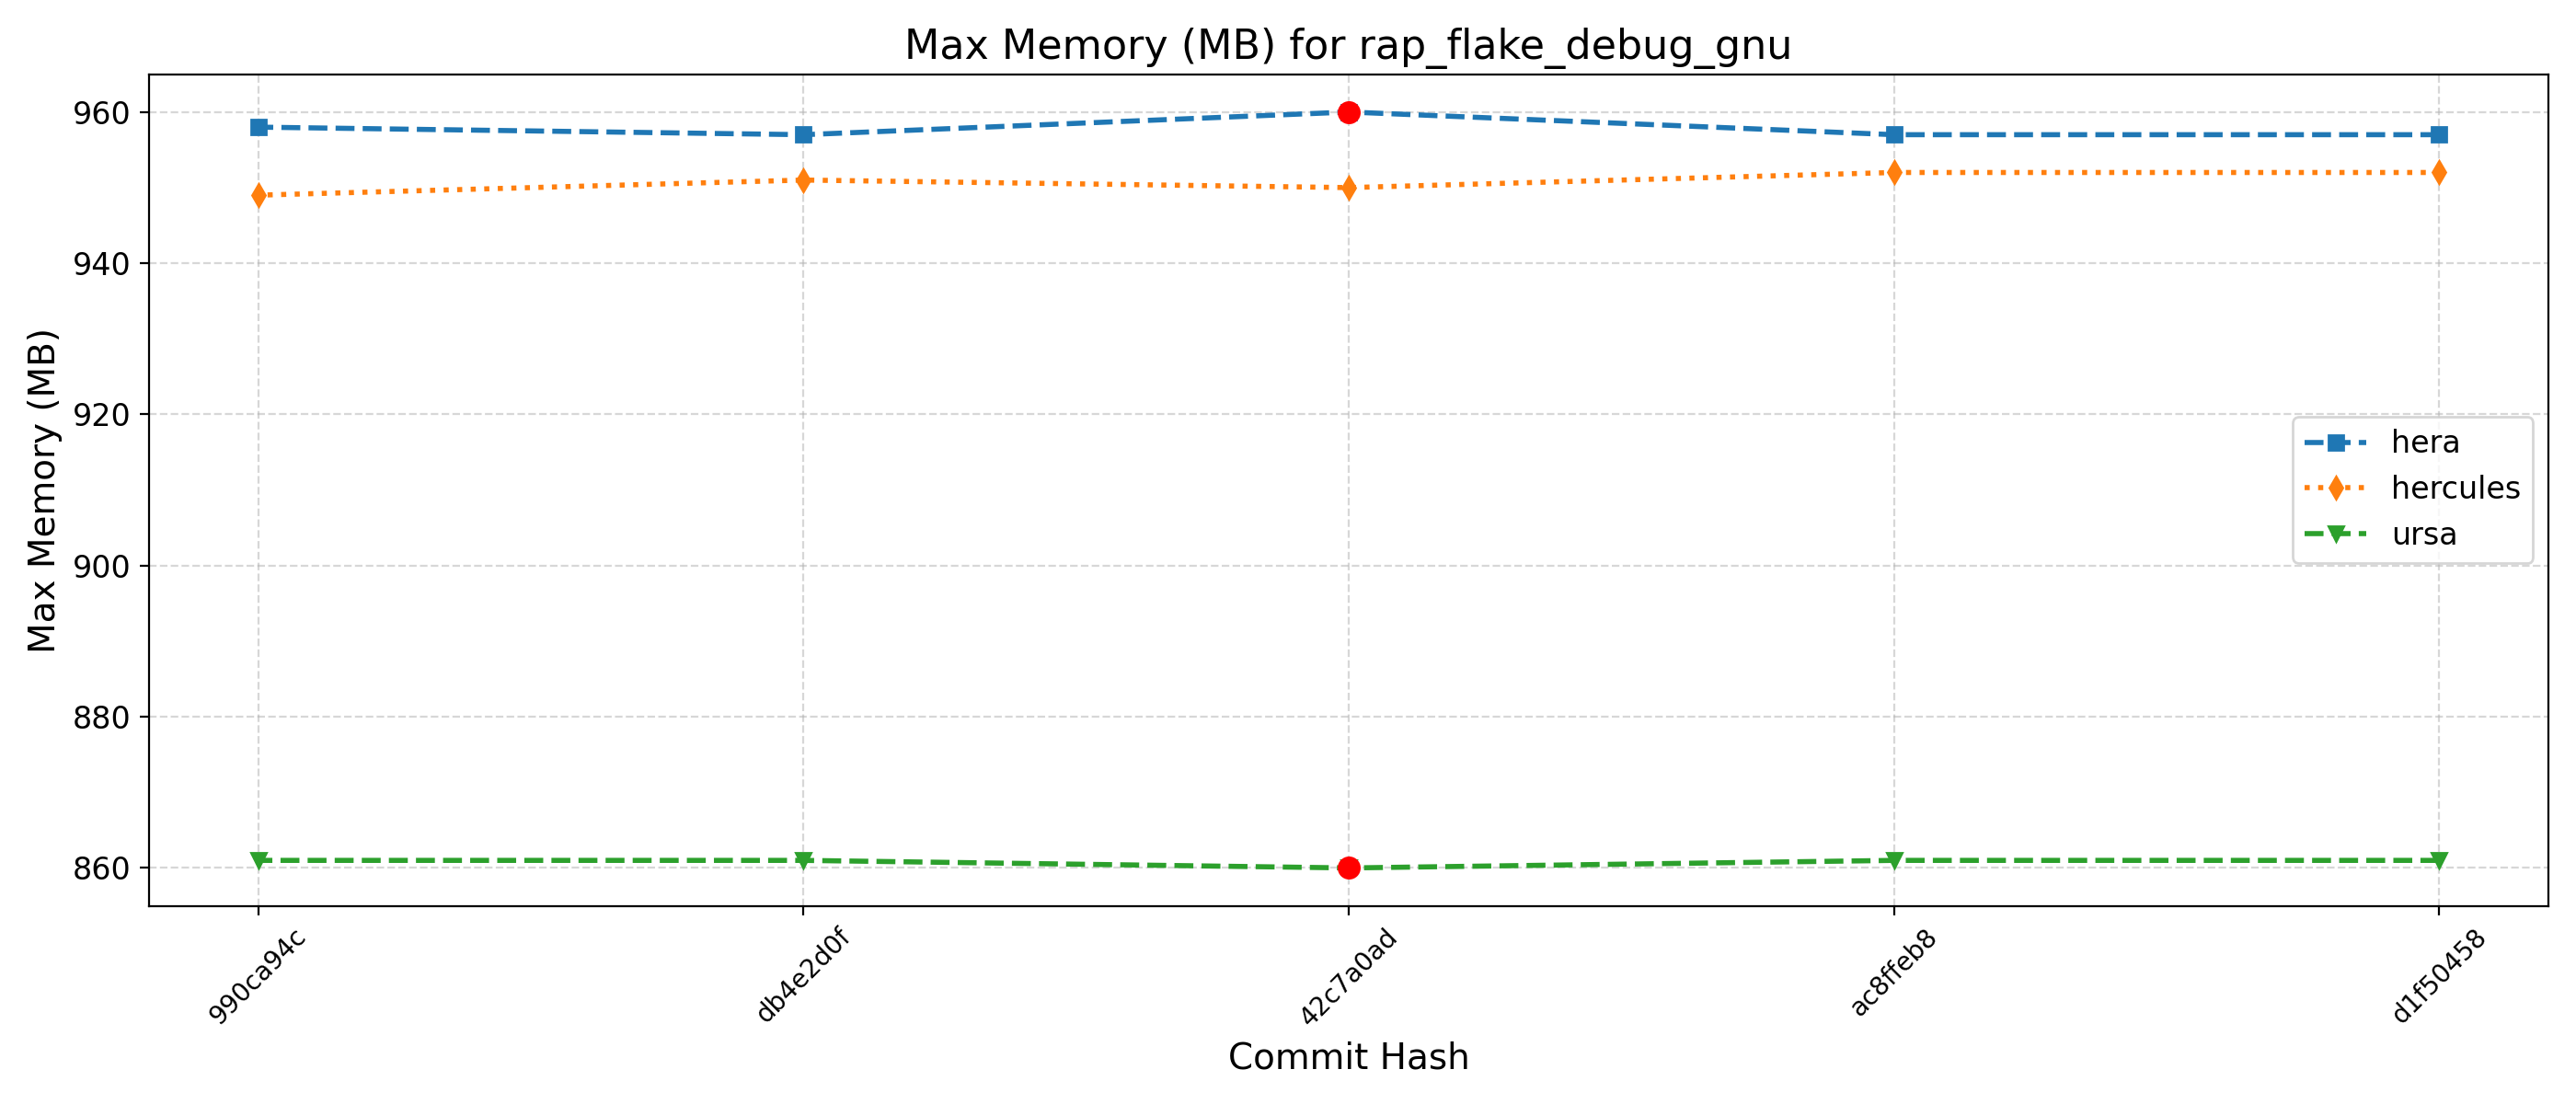 Max Memory (MB) for rap_flake_debug_gnu
Max Memory (MB)
960
940
920
900
880
860
hera
hercules
ursa
990ca94c
db4e2d0f
42c7a0ad
ac8ffeb8
d1f50458
Commit Hash